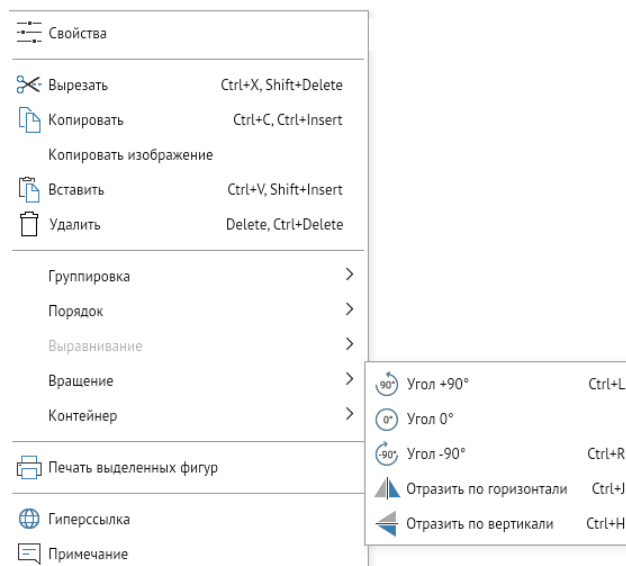 Свойства
Вырезать Ctrl+X, Shift+Delete
Копировать Ctrl+C, Ctrl+Insert
Копировать изображение
Вставить Ctrl+V, Shift+Insert
Удалить Delete, Ctrl+Delete
Группировка
Порядок
Выравнивание
Вращение
Контейнер
Печать выделенных фигур
Гиперссылка
Примечание
90° Угол +90° Ctrl+L
0° Угол 0°
-90° Угол -90° Ctrl+R
Отразить по горизонтали Ctrl+J
Отразить по вертикали Ctrl+H